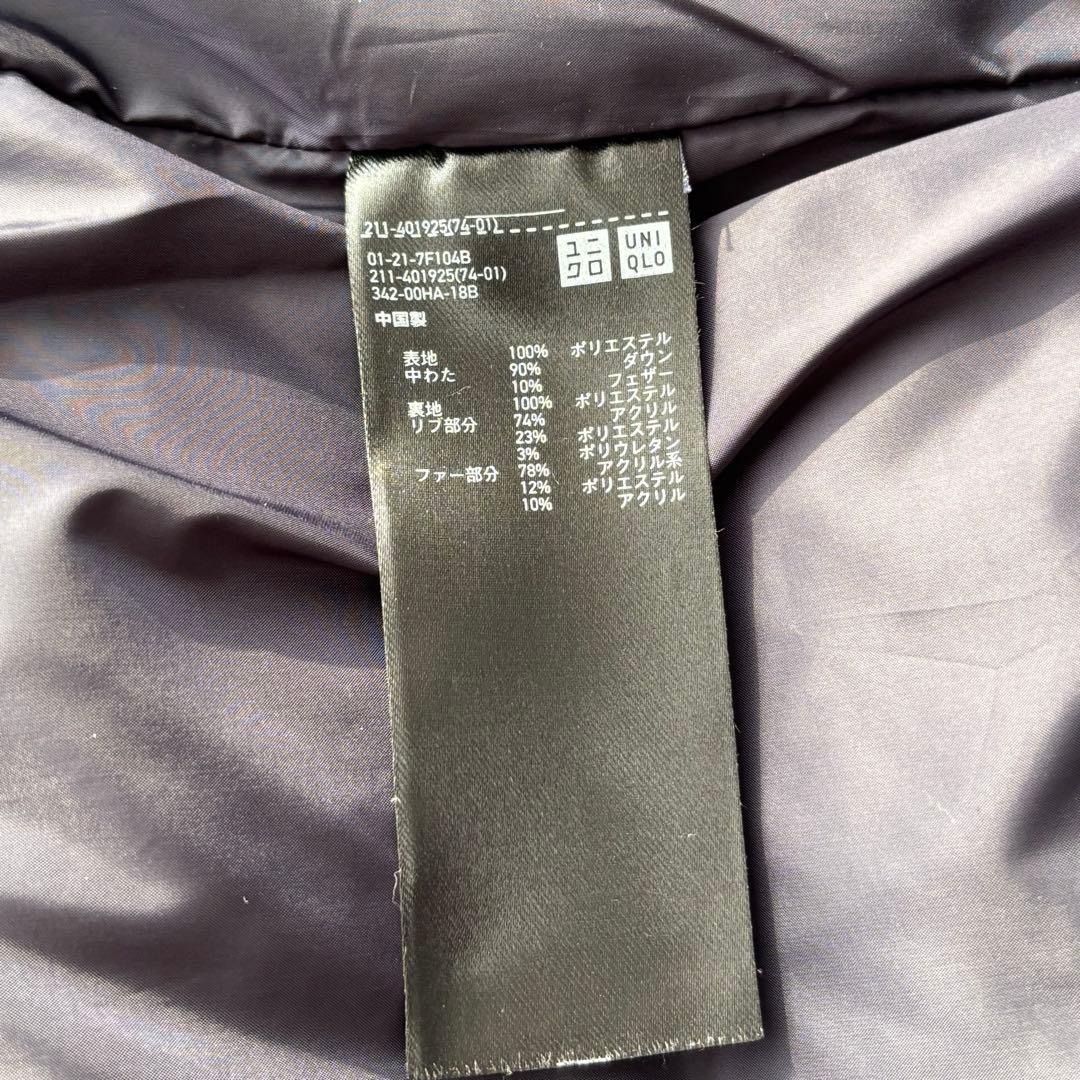 211-401925(74-01)
ユニクロ
UNIQLO
01-21-7F104B
211-401925(74-01)
342-00HA-18B
中国製
表地 100% ポリエステル
中わた 90% ダウン
10% フェザー
裏地 100% ポリエステル
リブ部分 74% アクリル
23% ポリエステル
3% ポリウレタン
ファー部分 78% アクリル系
12% ポリエステル
10% アクリル